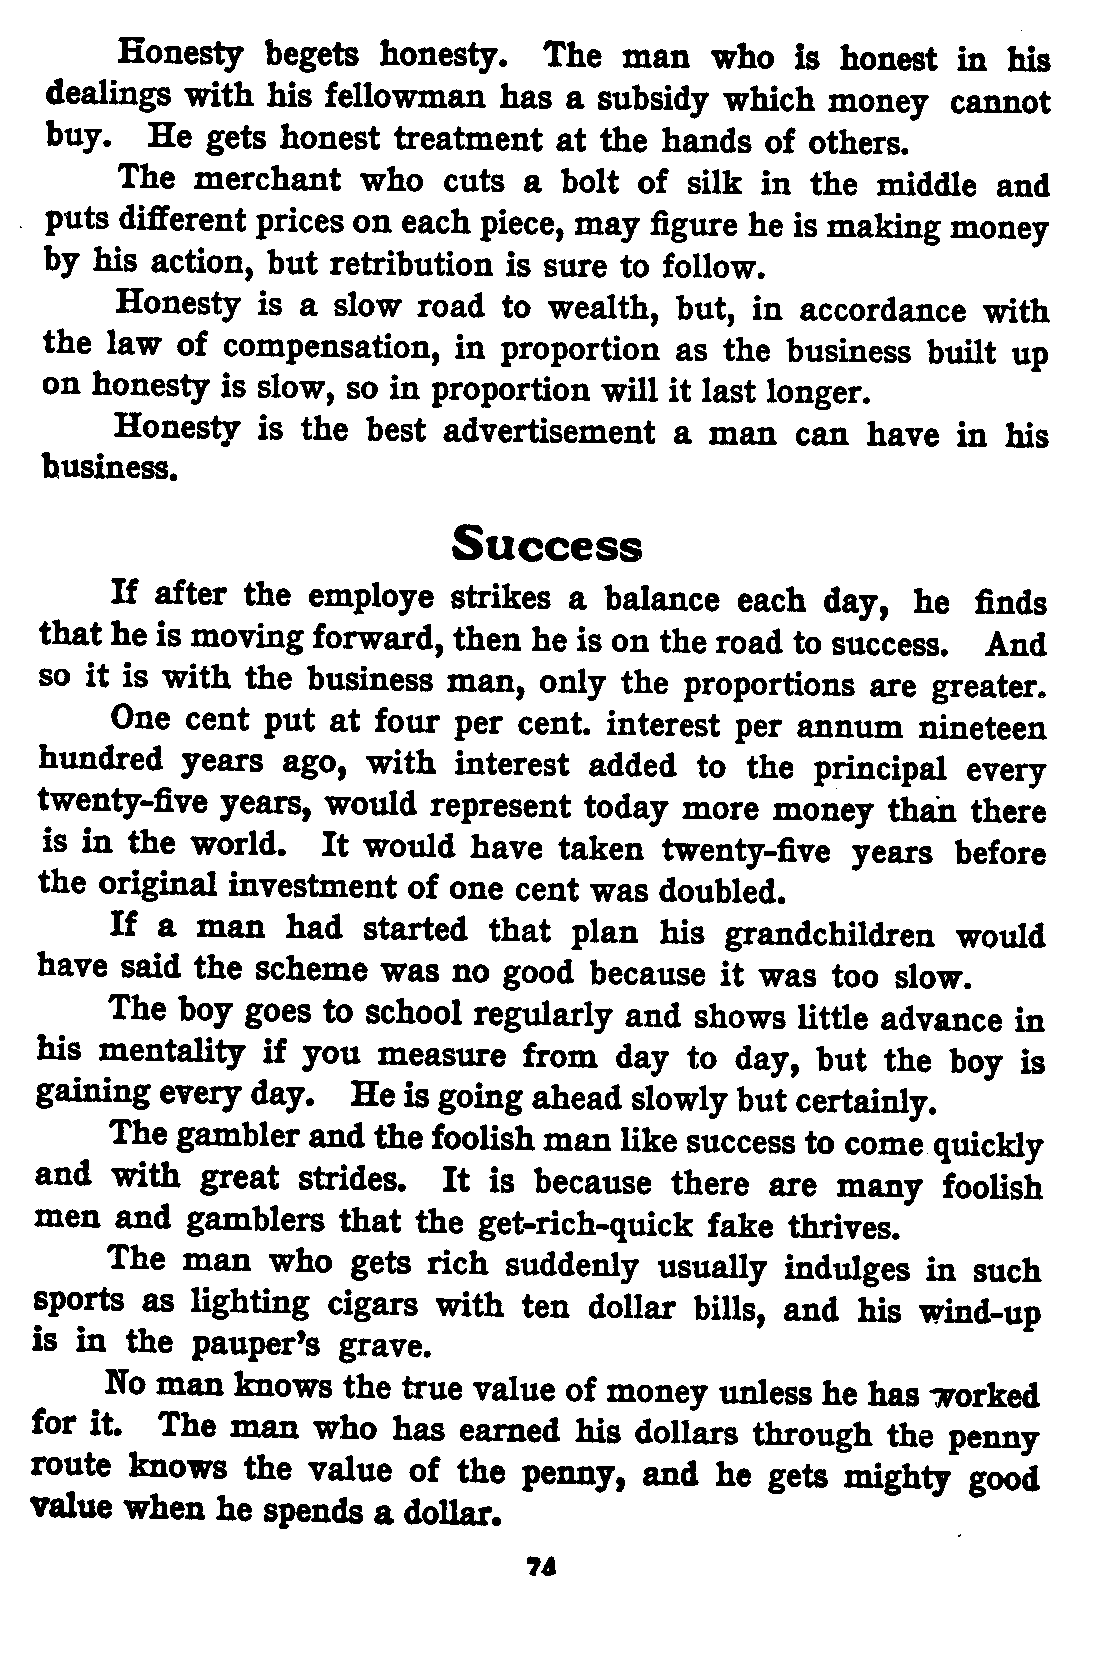 Honesty begets honesty. The man who is honest in his
dealings with his fellowman has a subsidy which money cannot
buy. He gets honest treatment at the hands of others.
The merchant who cuts a bolt of silk in the middle and
puts different prices on each piece, may figure he is making money
by his action, but retribution is sure to follow.
Honesty is a slow road to wealth, but, in accordance with
the law of compensation, in proportion as the business built up
on honesty is slow, so in proportion will it last longer.
Honesty is the best advertisement a man can have in his
business.
Success
If after the employe strikes a balance each day, he finds
that he is moving forward, then he is on the road to success. And
so it is with the business man, only the proportions are greater.
One cent put at four per cent. interest per annum nineteen
hundred years ago, with interest added to the principal every
twenty-five years, would represent today more money than there
is in the world. It would have taken twenty-five years before
the original investment of one cent was doubled.
If a man had started that plan his grandchildren would
have said the scheme was no good because it was too slow.
The boy goes to school regularly and shows little advance in
his mentality if you measure from day to day, but the boy is
gaining every day. He is going ahead slowly but certainly.
The gambler and the foolish man like success to come quickly
and with great strides. It is because there are many foolish
men and gamblers that the get-rich-quick fake thrives.
The man who gets rich suddenly usually indulges in such
sports as lighting cigars with ten dollar bills, and his wind-up
is in the pauper's grave.
No man knows the true value of money unless he has worked
for it. The man who has earned his dollars through the penny
route knows the value of the penny, and he gets mighty good
value when he spends a dollar.
74